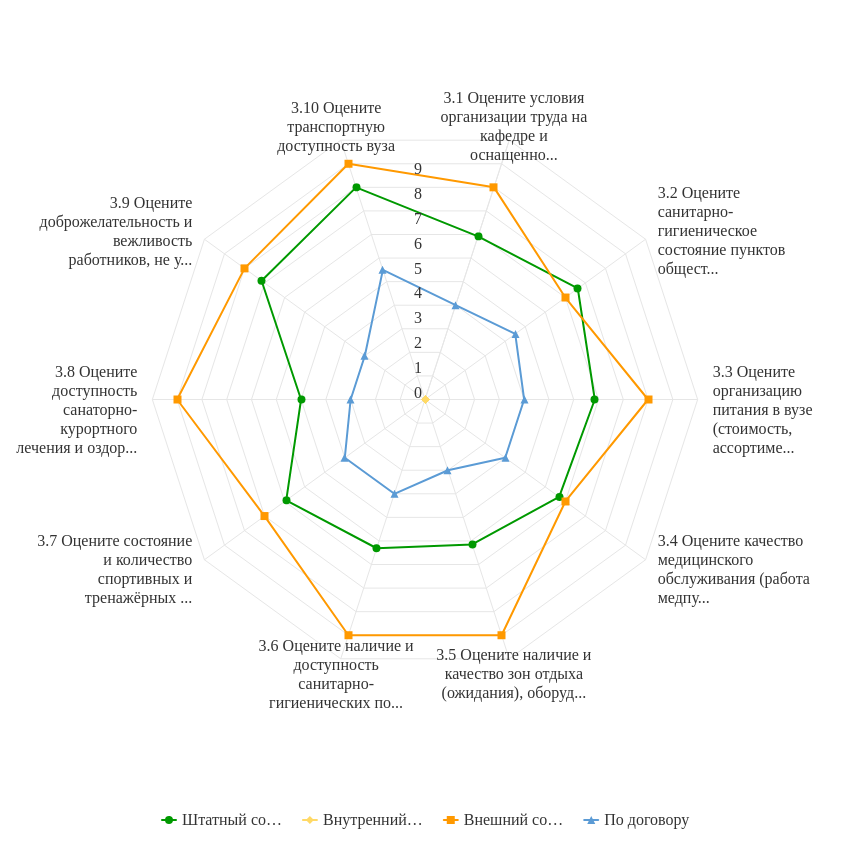 3.10 Оцените
транспортную
доступность вуза
3.1 Оцените условия
организации труда на
кафедре и
оснащенно...
3.2 Оцените
санитарно-
гигиеническое
состояние пунктов
общест...
3.3 Оцените
организацию
питания в вузе
(стоимость,
ассортиме...
3.4 Оцените качество
медицинского
обслуживания (работа
медпу...
3.5 Оцените наличие и
качество зон отдыха
(ожидания), оборуд...
3.6 Оцените наличие и
доступность
санитарно-
гигиенических по...
3.7 Оцените состояние
и количество
спортивных и
тренажёрных ...
3.8 Оцените
доступность
санаторно-
курортного
лечения и оздор...
3.9 Оцените
доброжелательность и
вежливость
работников, не у...
9
8
7
6
5
4
3
2
1
0
Штатный со…
Внутренний…
Внешний со…
По договору